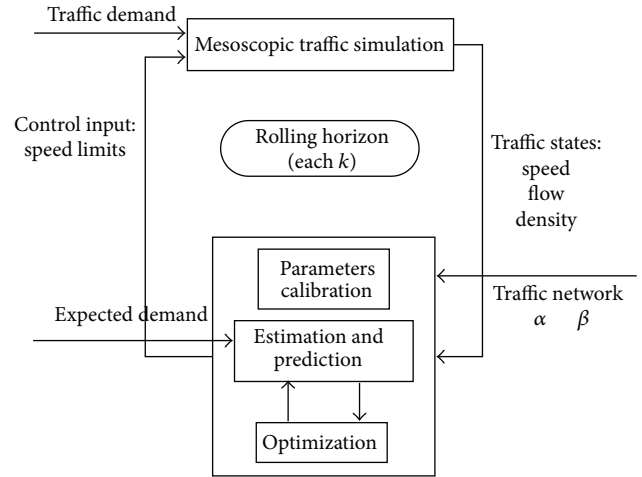 Traffic demand
Mesoscopic traffic simulation
Control input:
speed limits
Rolling horizon
(each k)
Traffic states:
speed
flow
density
Parameters
calibration
Traffic network
α β
Expected demand
Estimation and
prediction
Optimization